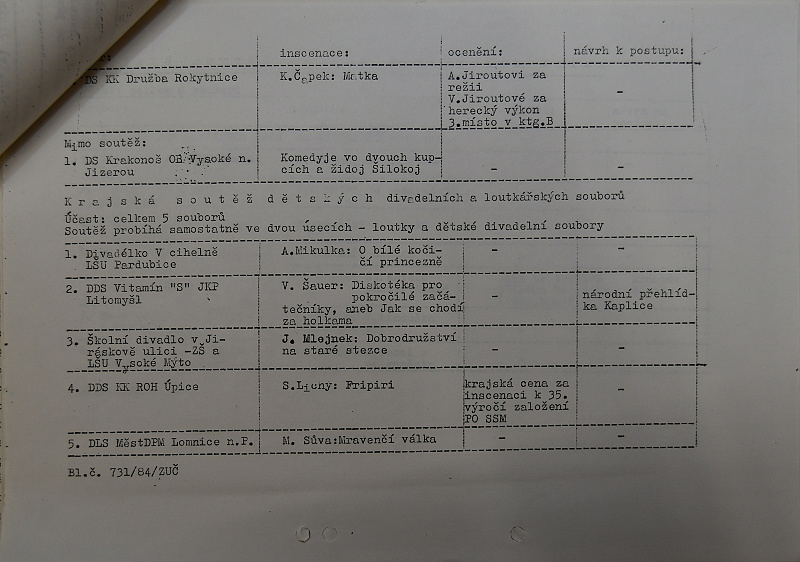 inscenace: ocenění: návrh k postupu:
DS KK Družba Rokytnice K.Čapek: Matka A.Jiroutovi za
režii
V.Jiroutové za –
herecký výkon
3.místo v ktg.B
Mimo soutěž:
1. DS Krakonoš OB Vysoké n. Komedyje vo dvouch kup-
Jizerou cích a židoj Šilokoj – –
Krajská soutěž dětských divadelních a loutkářských souborů
Účast: celkem 5 souborů
Soutěž probíhá samostatně ve dvou úsecích - loutky a dětské divadelní soubory
1. Divadélko V cihelně A.Mikulka: O bílé koči- – –
LŠU Pardubice čí princezně
2. DDS Vitamín "S" JKP V. Šauer: Diskotéka pro
Litomyšl pokročilé začá- – národní přehlíd-
tečníky, aneb Jak se chodí ka Kaplice
za holkama
3. Školní divadlo v Ji- J. Mlejnek: Dobrodružství
ráskově ulici -ZŠ a na staré stezce – –
LŠU Vysoké Mýto
4. DDS KK ROH Úpice S.Licny: Pripiri krajská cena za –
inscenaci k 35.
výročí založení
PO SSM
5. DLS MěstDPM Lomnice n.P. M. Sůva:Mravenčí válka – –
Bl.č. 731/84/ZUČ